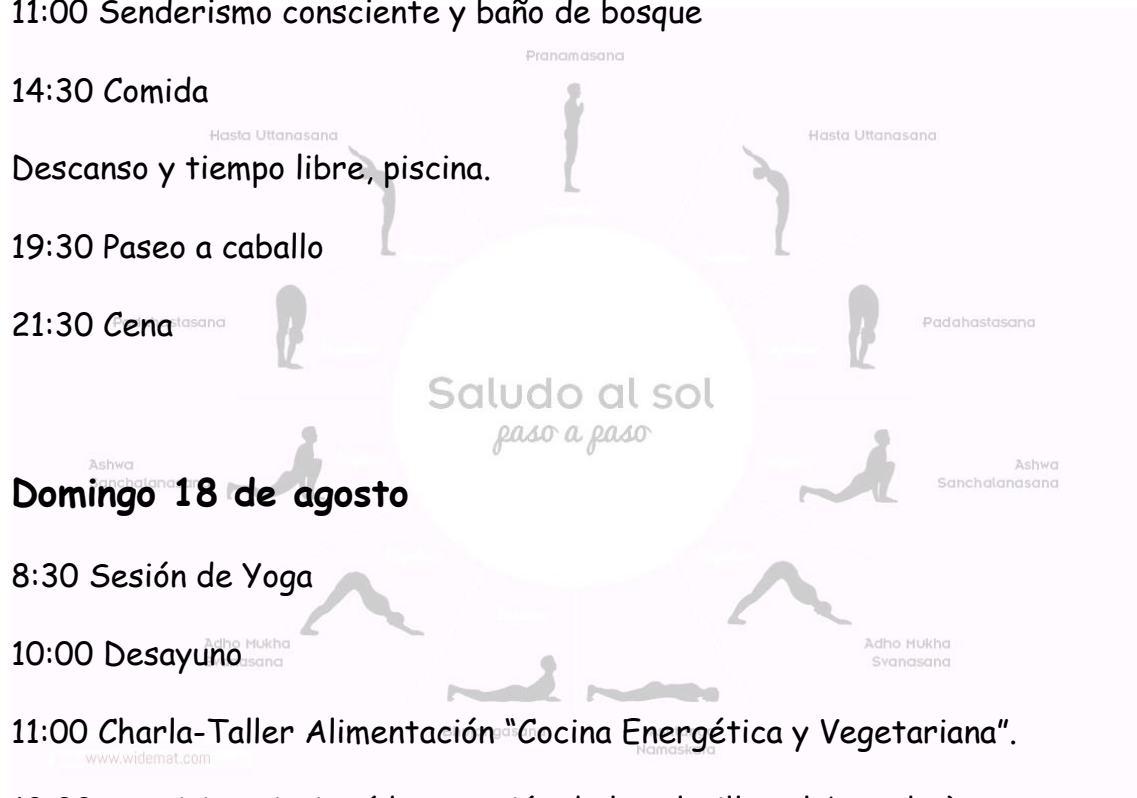 11:00 Senderismo consciente y baño de bosque
Pranamasana
14:30 Comida
Hasta Uttanasana
Hasta Uttanasana
Descanso y tiempo libre, piscina.
19:30 Paseo a caballo
21:30 Cena
Padahastasana
Saludo al sol
paso a paso
Ashwa
Ashwa
Sanchalanasana
Domingo 18 de agosto
8:30 Sesión de Yoga
Adho Mukha
Adho Mukha
Svanasana
10:00 Desayuno
11:00 Charla-Taller Alimentación "Cocina Energética y Vegetariana".
Namaskara
www.widemat.com